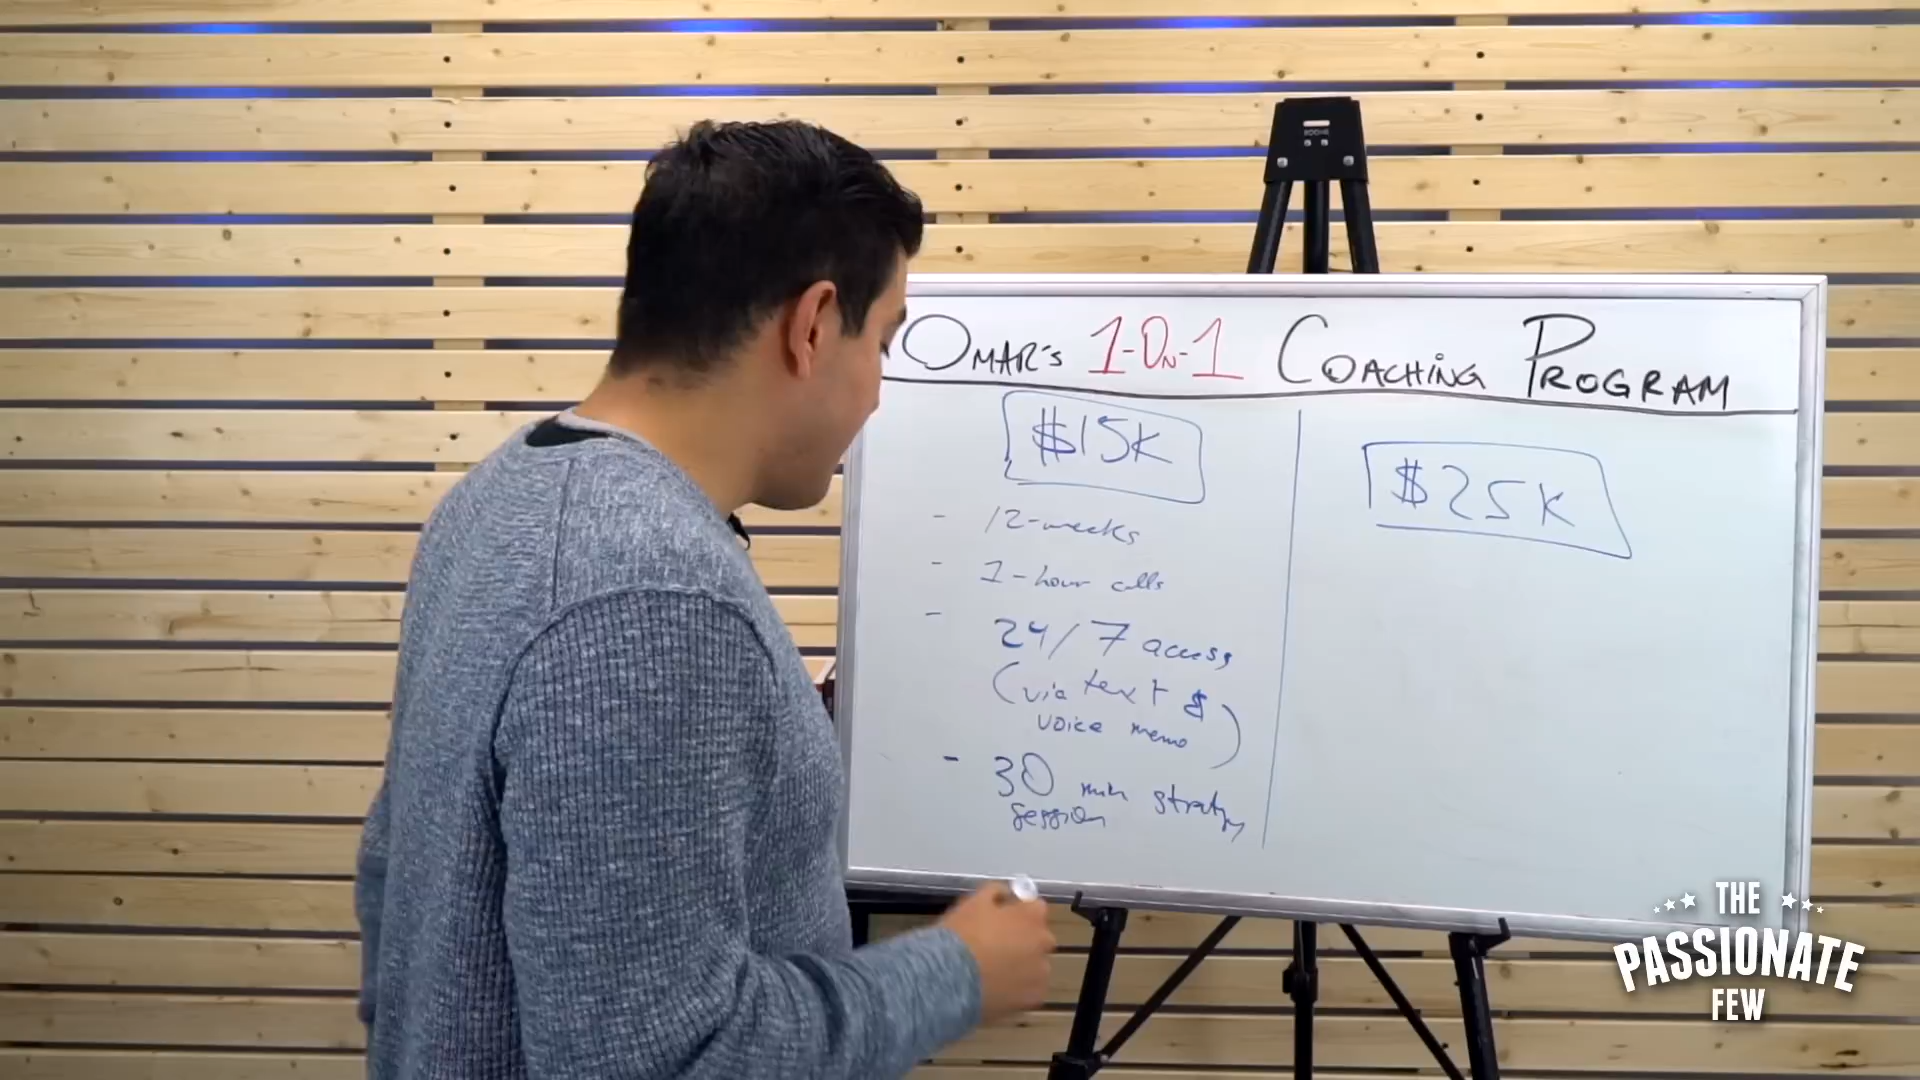 OMAR'S 1-ON-1 COACHING PROGRAM
$15K
- 12-weeks
- 1-hour calls
- 24/7 access
(via text &
voice memo)
- 30 min strategy
session
$25K
THE
PASSIONATE
FEW